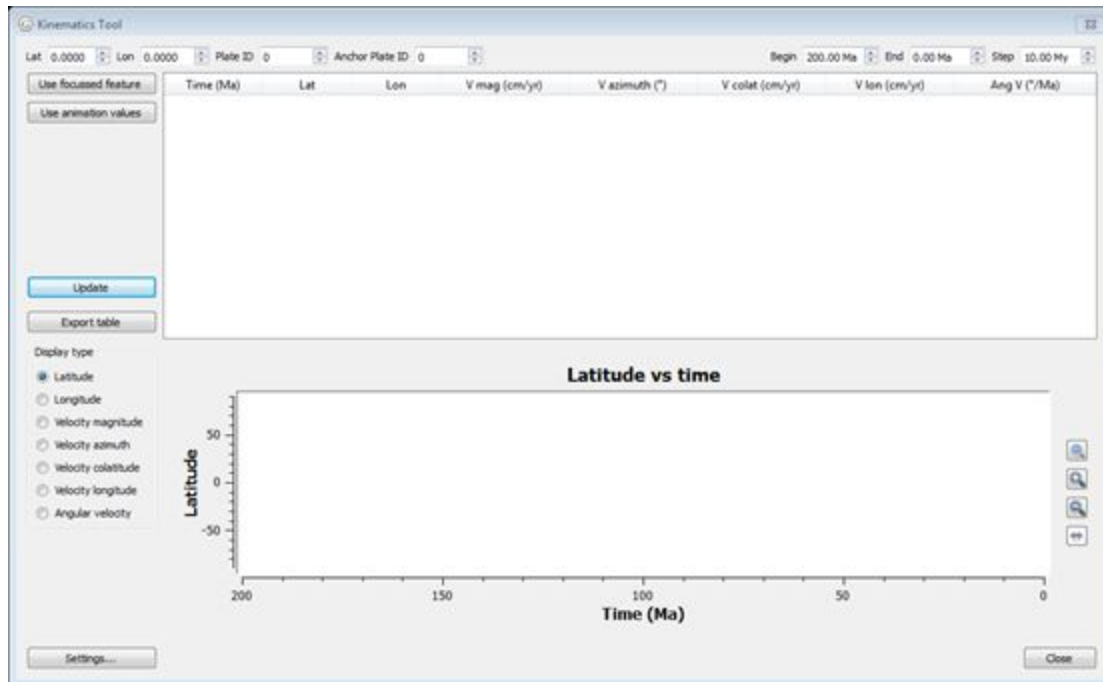 Kinematics Tool
Lat 0.0000 Lon 0.0000 Plate ID 0 Anchor Plate ID 0 Begin 200.00 Ma End 0.00 Ma Step 10.00 My
Use focussed feature Time (Ma) Lat Lon V mag (cm/yr) V azimuth (°) V colat (cm/yr) V lon (cm/yr) Ang V (°/Ma)
Use animation values
Update
Export table
Display type
Latitude
Longitude
Velocity magnitude
Velocity azimuth
Velocity colatitude
Velocity longitude
Angular velocity
Latitude vs time
Latitude
50
0
-50
200 150 100 50 0
Time (Ma)
Settings... Close